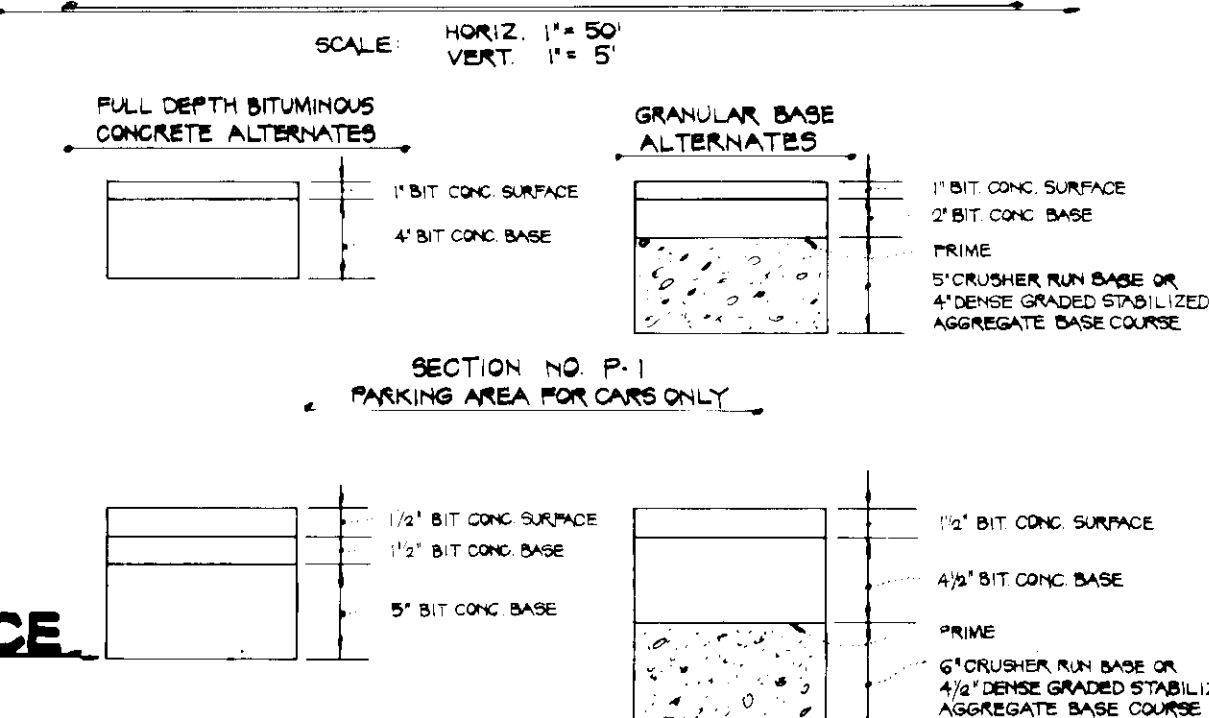 SCALE: HORIZ. 1" = 50'
VERT. 1" = 5'
FULL DEPTH BITUMINOUS
CONCRETE ALTERNATES
1" BIT CONC. SURFACE
4" BIT CONC. BASE
GRANULAR BASE
ALTERNATES
1" BIT. CONC. SURFACE
2" BIT. CONC BASE
PRIME
5" CRUSHER RUN BASE OR
4" DENSE GRADED STABILIZED
AGGREGATE BASE COURSE
SECTION NO. P-1
PARKING AREA FOR CARS ONLY
1 1/2" BIT CONC. SURFACE
1 1/2" BIT CONC. BASE
5" BIT CONC. BASE
CE
1 1/2" BIT. CONC. SURFACE
4 1/2" BIT. CONC. BASE
PRIME
6" CRUSHER RUN BASE OR
4 1/2" DENSE GRADED STABILIZ
AGGREGATE BASE COURSE